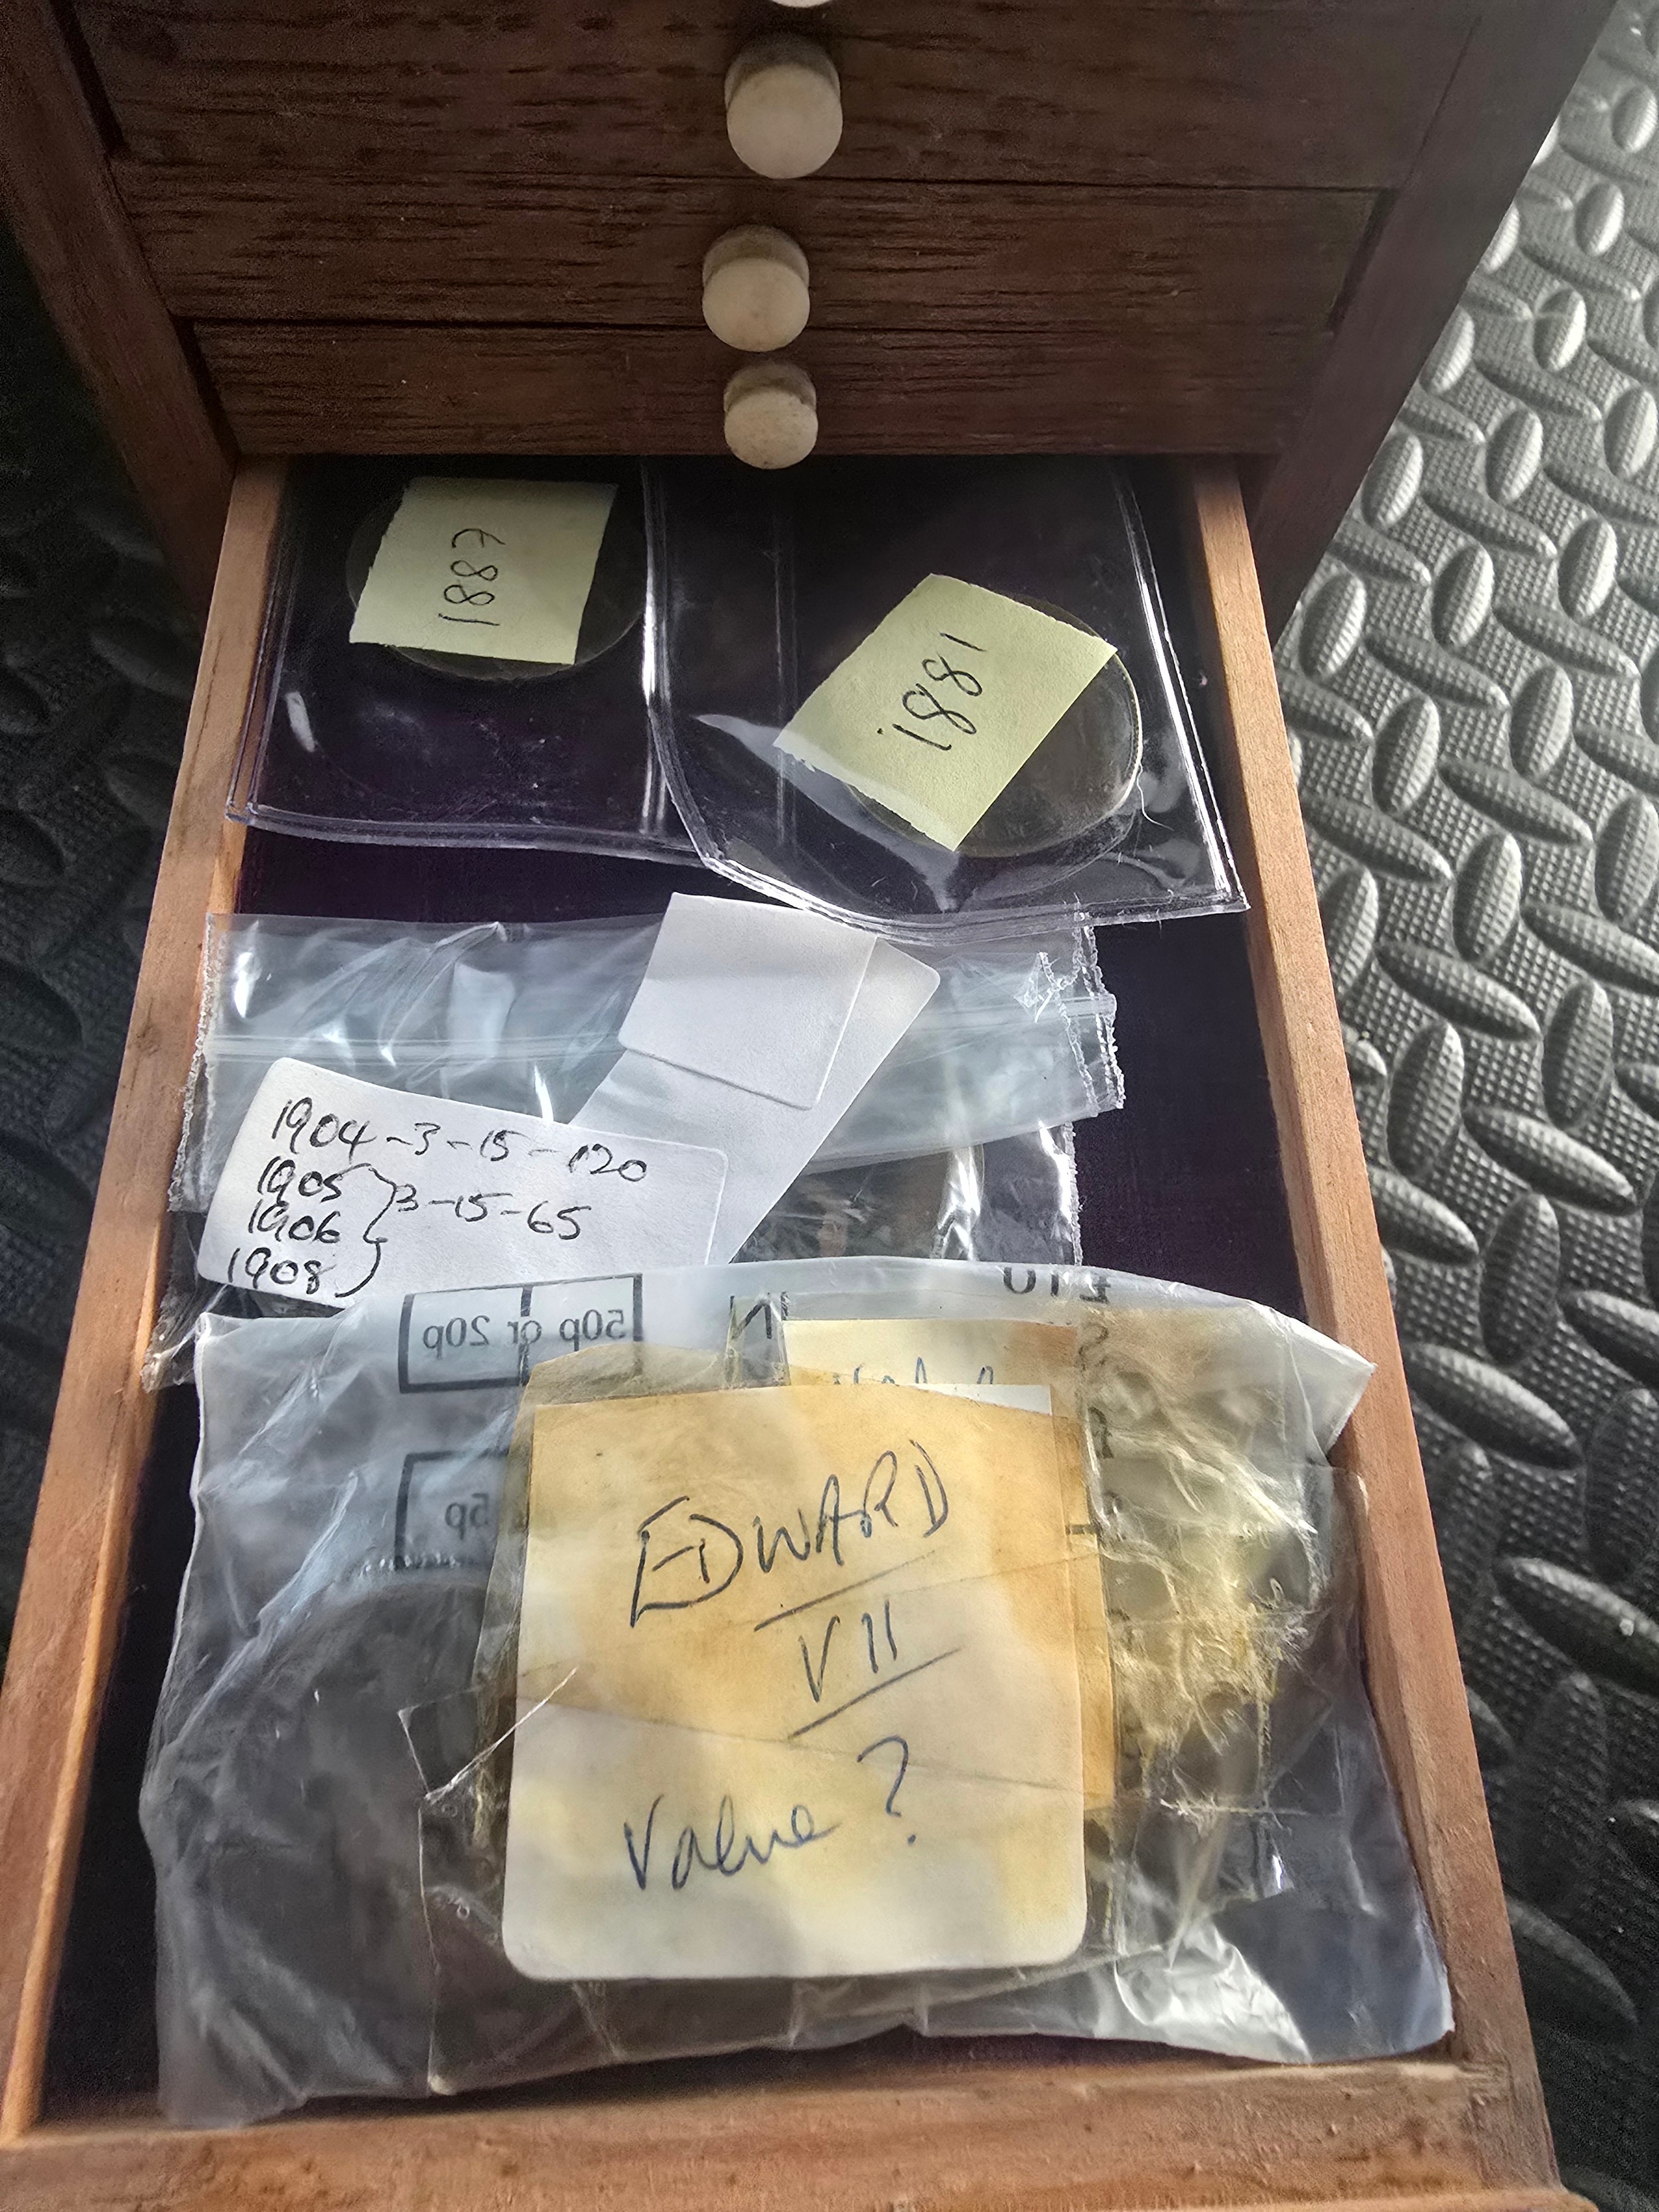 1887
1881.
1904 - 3 - 15 - 120
1905
1906 } 3 - 15 - 65
1908
50p or 20p
£10
5p
EDWARD
VII
Value?